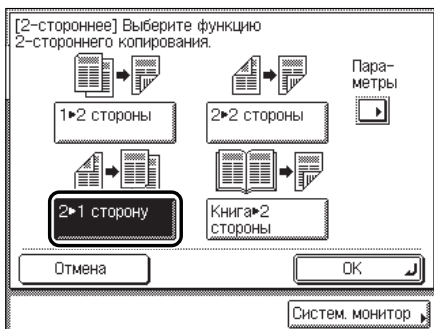 [2-стороннее] Выберите функцию
2-стороннего копирования.
Пара-
метры
1▸2 стороны
2▸2 стороны
2▸1 сторону
Книга▸2
стороны
Отмена
OK
Систем. монитор